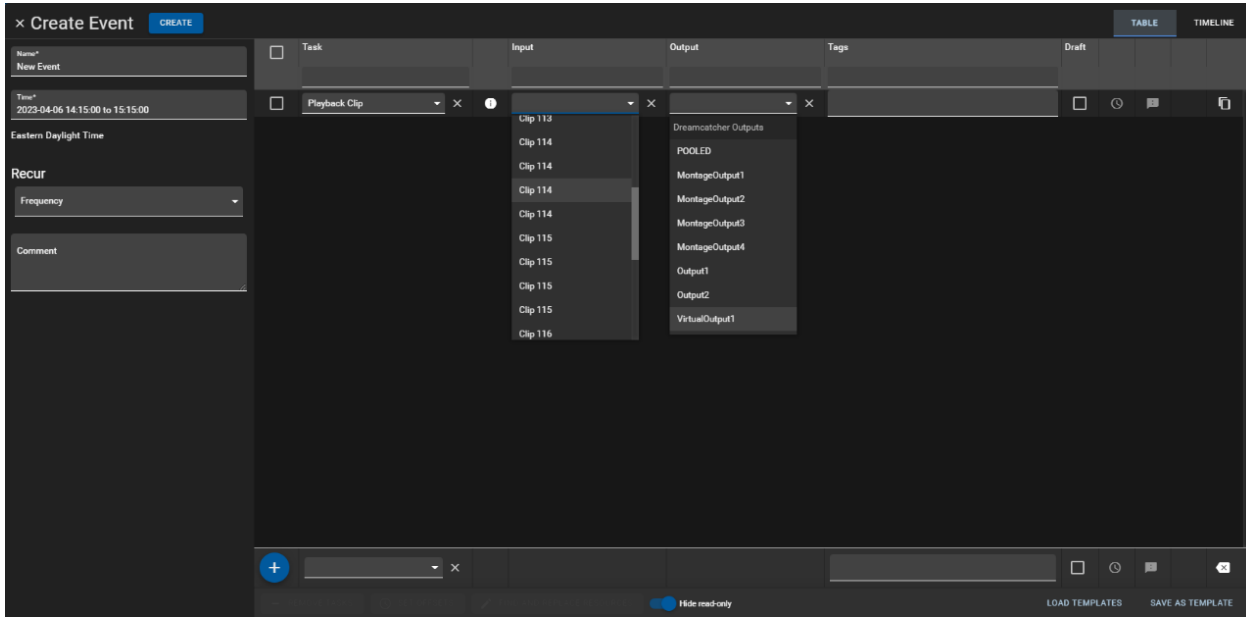 × Create Event
CREATE
TABLE
TIMELINE
Name*
New Event
Time*
2023-04-06 14:15:00 to 15:15:00
Eastern Daylight Time
Recur
Frequency
Comment
Task
Input
Output
Tags
Draft
Playback Clip
Clip 113
Clip 114
Clip 114
Clip 114
Clip 114
Clip 115
Clip 115
Clip 115
Clip 115
Clip 116
Dreamcatcher Outputs
POOLED
MontageOutput1
MontageOutput2
MontageOutput3
MontageOutput4
Output1
Output2
VirtualOutput1
Hide read-only
LOAD TEMPLATES
SAVE AS TEMPLATE